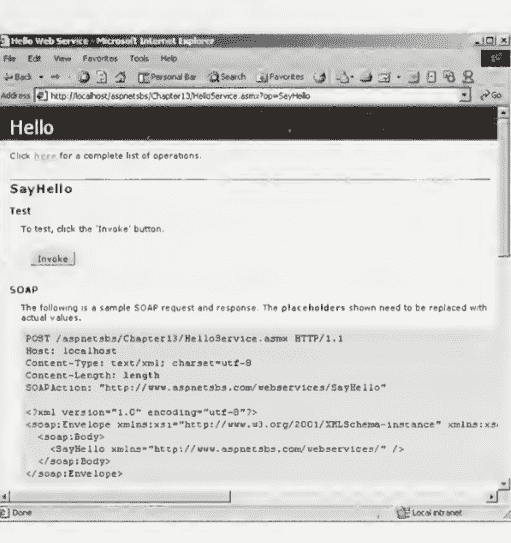 Hello Web Service - Microsoft Internet Explorer
File Edit View Favorites Tools Help
Back Personal Bar Search Favorites
Address http://localhost/aspnetsbs/Chapter13/HelloService.asmx?op=SayHello Go
Hello
Click here for a complete list of operations.
SayHello
Test
To test, click the 'Invoke' button.
Invoke
SOAP
The following is a sample SOAP request and response. The placeholders shown need to be replaced with
actual values.
POST /aspnetsbs/Chapter13/HelloService.asmx HTTP/1.1
Host: localhost
Content-Type: text/xml; charset=utf-8
Content-Length: length
SOAPAction: "http://www.aspnetsbs.com/webservices/SayHello"
<?xml version="1.0" encoding="utf-8"?>
<soap:Envelope xmlns:xsi="http://www.w3.org/2001/XMLSchema-instance" xmlns:xs
<soap:Body>
<SayHello xmlns="http://www.aspnetsbs.com/webservices/" />
</soap:Body>
</soap:Envelope>
Done Local intranet